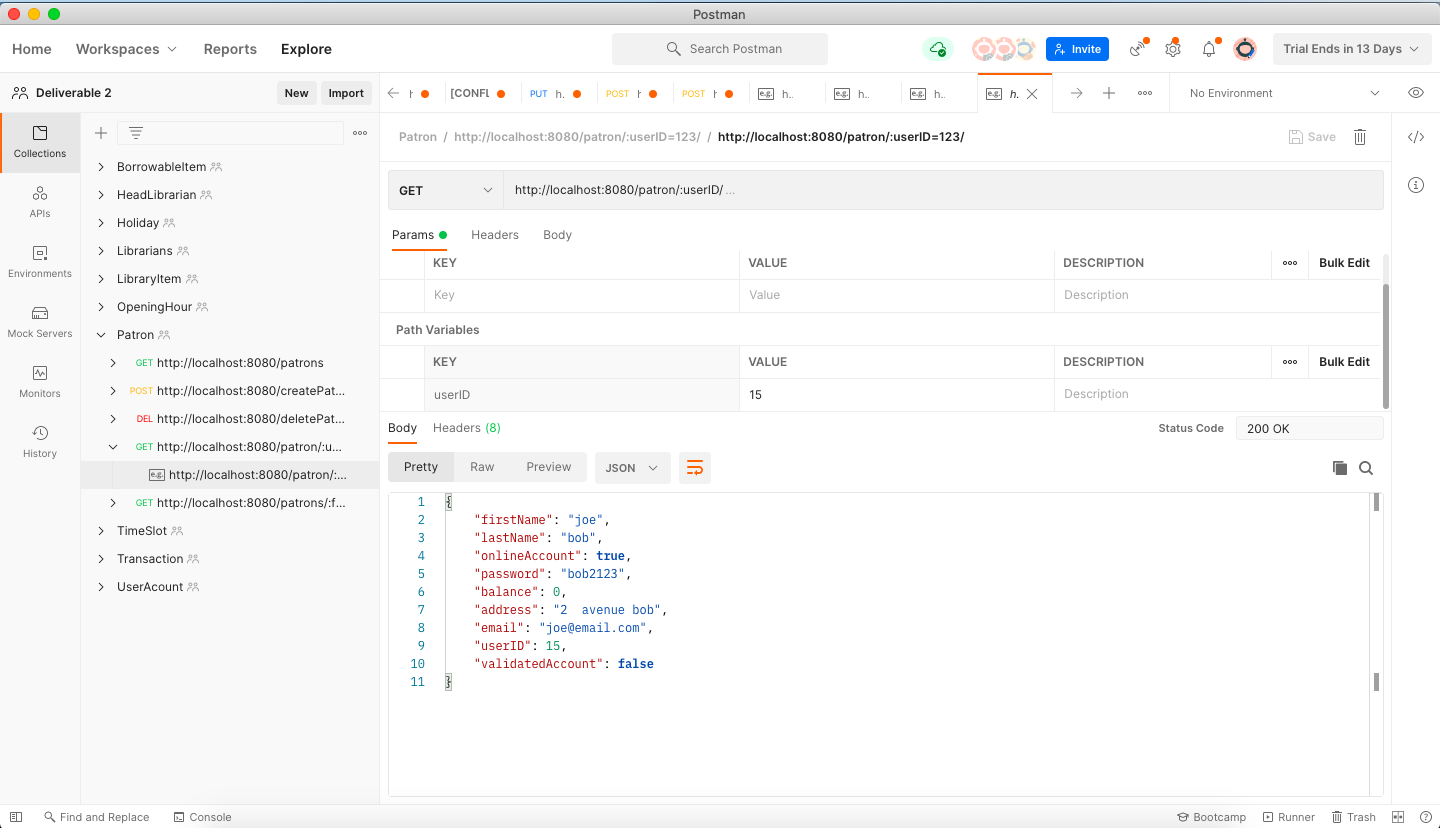 Postman
Home Workspaces Reports Explore Search Postman Invite Trial Ends in 13 Days
Deliverable 2 New Import h [CONFL PUT h. POST h POST h e.g. h.. e.g. h.. e.g. h.. e.g. h. No Environment
Collections
APIs
Environments
Mock Servers
Monitors
History
BorrowableItem
HeadLibrarian
Holiday
Librarians
LibraryItem
OpeningHour
Patron
GET http://localhost:8080/patrons
POST http://localhost:8080/createPat...
DEL http://localhost:8080/deletePat...
GET http://localhost:8080/patron/:u...
e.g. http://localhost:8080/patron/:...
GET http://localhost:8080/patrons/:f...
TimeSlot
Transaction
UserAcount
Patron / http://localhost:8080/patron/:userID=123/ / http://localhost:8080/patron/:userID=123/ Save
GET http://localhost:8080/patron/:userID/ ...
Params Headers Body
KEY VALUE DESCRIPTION Bulk Edit
Key Value Description
Path Variables
KEY VALUE DESCRIPTION Bulk Edit
userID 15 Description
Body Headers (8) Status Code 200 OK
Pretty Raw Preview JSON
1 {
2 "firstName": "joe",
3 "lastName": "bob",
4 "onlineAccount": true,
5 "password": "bob2123",
6 "balance": 0,
7 "address": "2  avenue bob",
8 "email": "joe@email.com",
9 "userID": 15,
10 "validatedAccount": false
11 }
Find and Replace Console Bootcamp Runner Trash